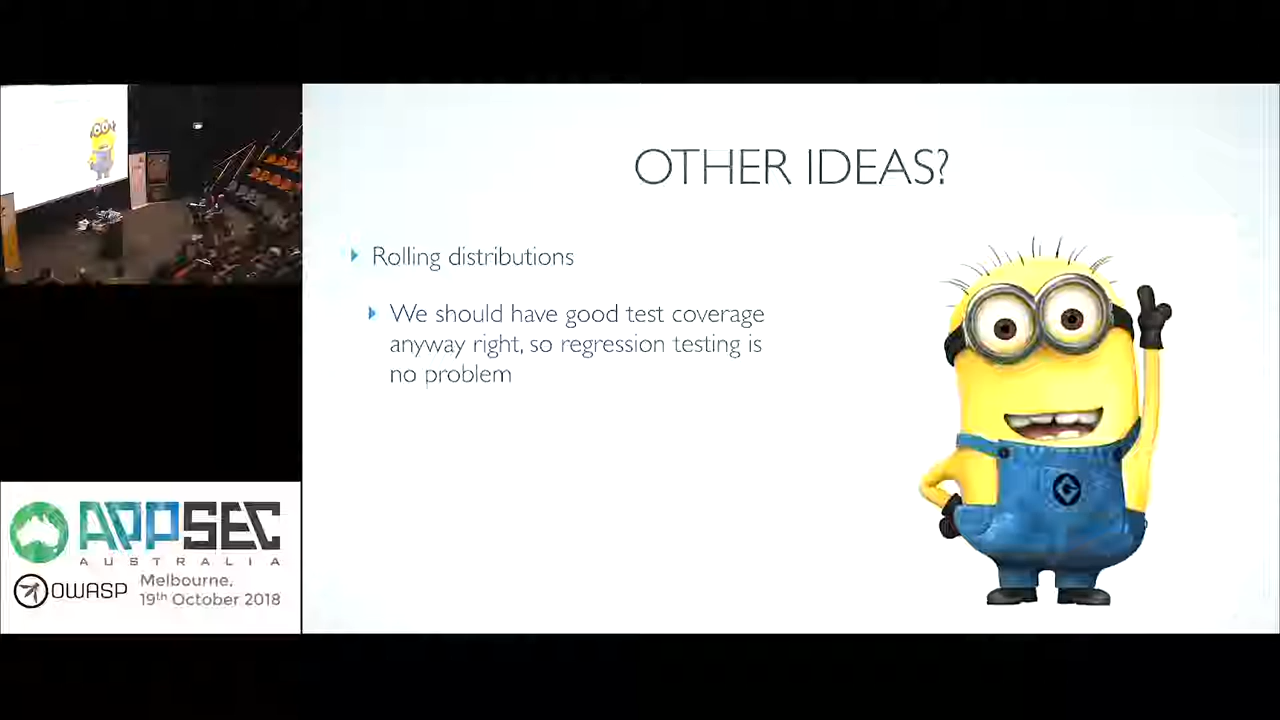 OTHER IDEAS?
Rolling distributions
We should have good test coverage
anyway right, so regression testing is
no problem
APPSEC
AUSTRALIA
OWASP
Melbourne,
19th October 2018